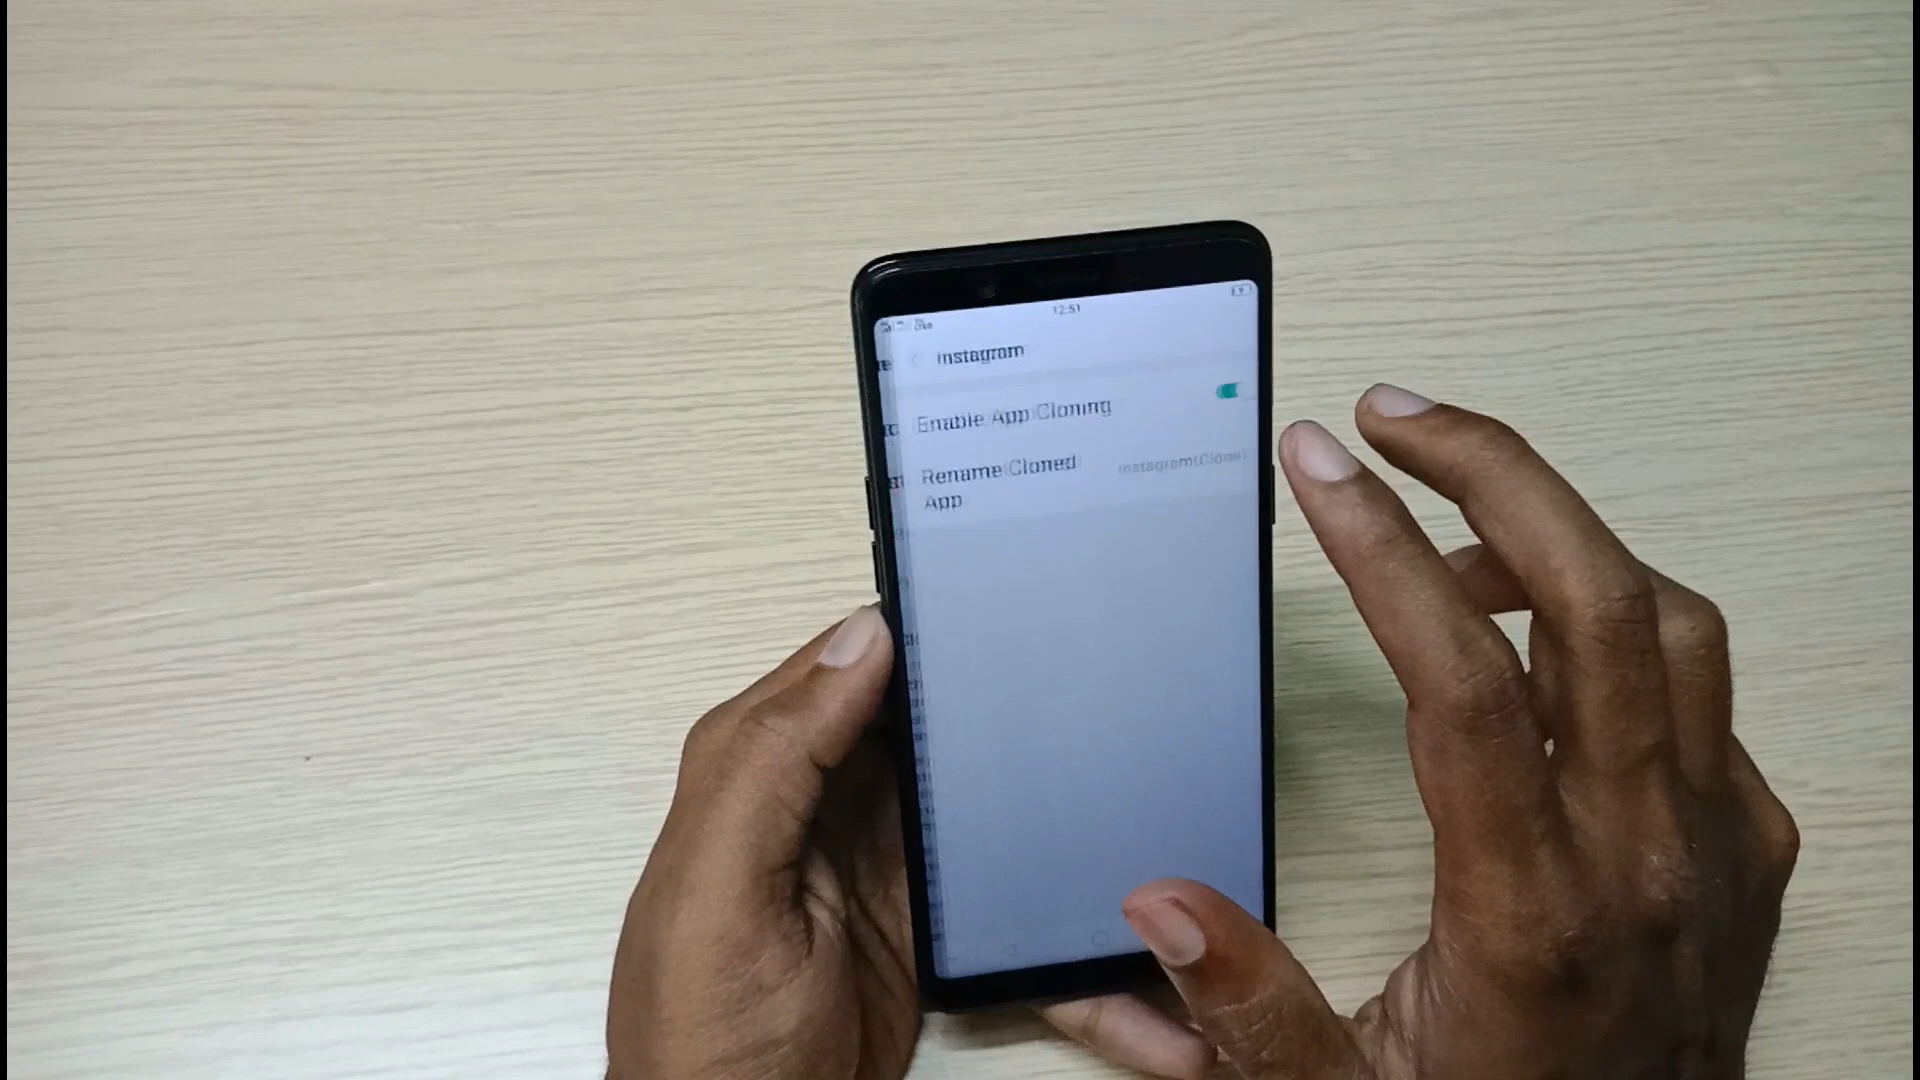 12:51
Instagram
Enable App Cloning
Rename Cloned Instagram(Clone)
App